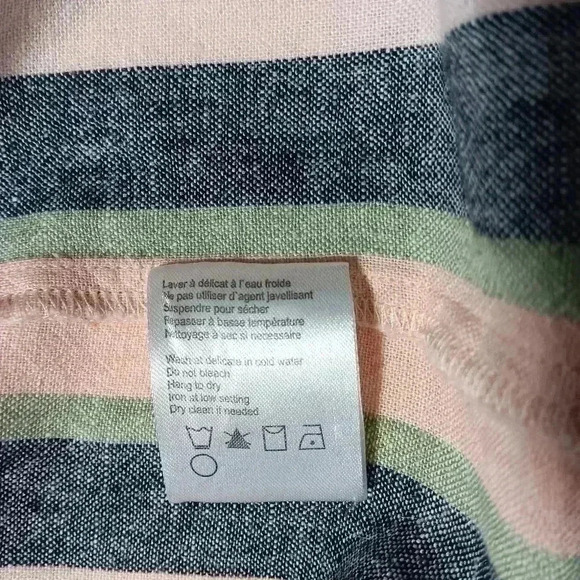 Laver à délicat à l'eau froide
Ne pas utiliser d'agent javellisant
Suspendre pour sécher
Repasser à basse température
Nettoyage à sec si necessaire
Wash at delicate in cold water
Do not bleach
Hang to dry
Iron at low setting
Dry clean if needed